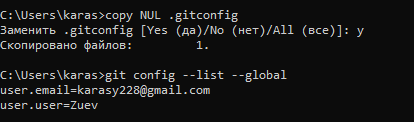 C:\Users\karas>copy NUL .gitconfig
Заменить .gitconfig [Yes (да)/No (нет)/All (все)]: y
Скопировано файлов:         1.
C:\Users\karas>git config --list --global
user.email=karasy228@gmail.com
user.user=Zuev